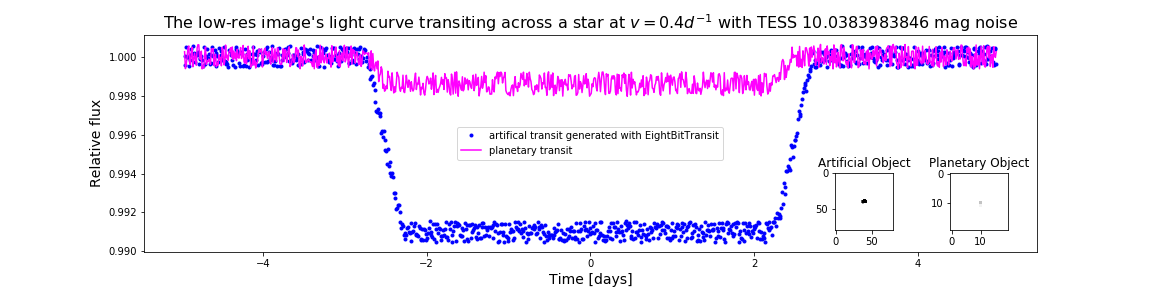 The low-res image's light curve transiting across a star at v = 0.4d⁻¹ with TESS 10.0383983846 mag noise
Relative flux
1.000
0.998
0.996
0.994
0.992
0.990
artifical transit generated with EightBitTransit
planetary transit
Artificial Object
0
50
0
50
Planetary Object
0
10
0
10
−4
−2
0
2
4
Time [days]